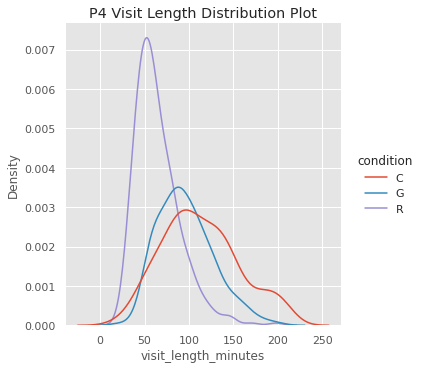 P4 Visit Length Distribution Plot
0.007
0.006
0.005
0.004
0.003
0.002
0.001
0.000
Density
0
50
100
150
200
250
visit_length_minutes
condition
C
G
R